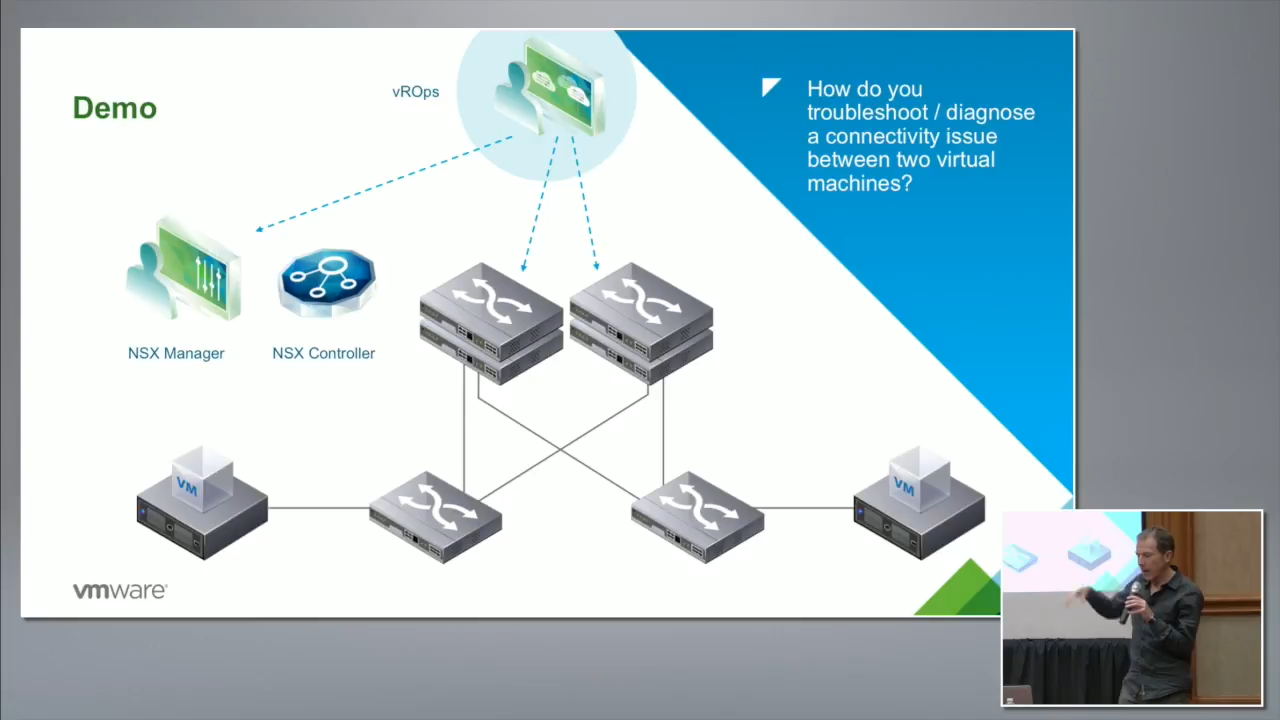 Demo
vROps
How do you
troubleshoot / diagnose
a connectivity issue
between two virtual
machines?
NSX Manager
NSX Controller
VM
VM
vmware